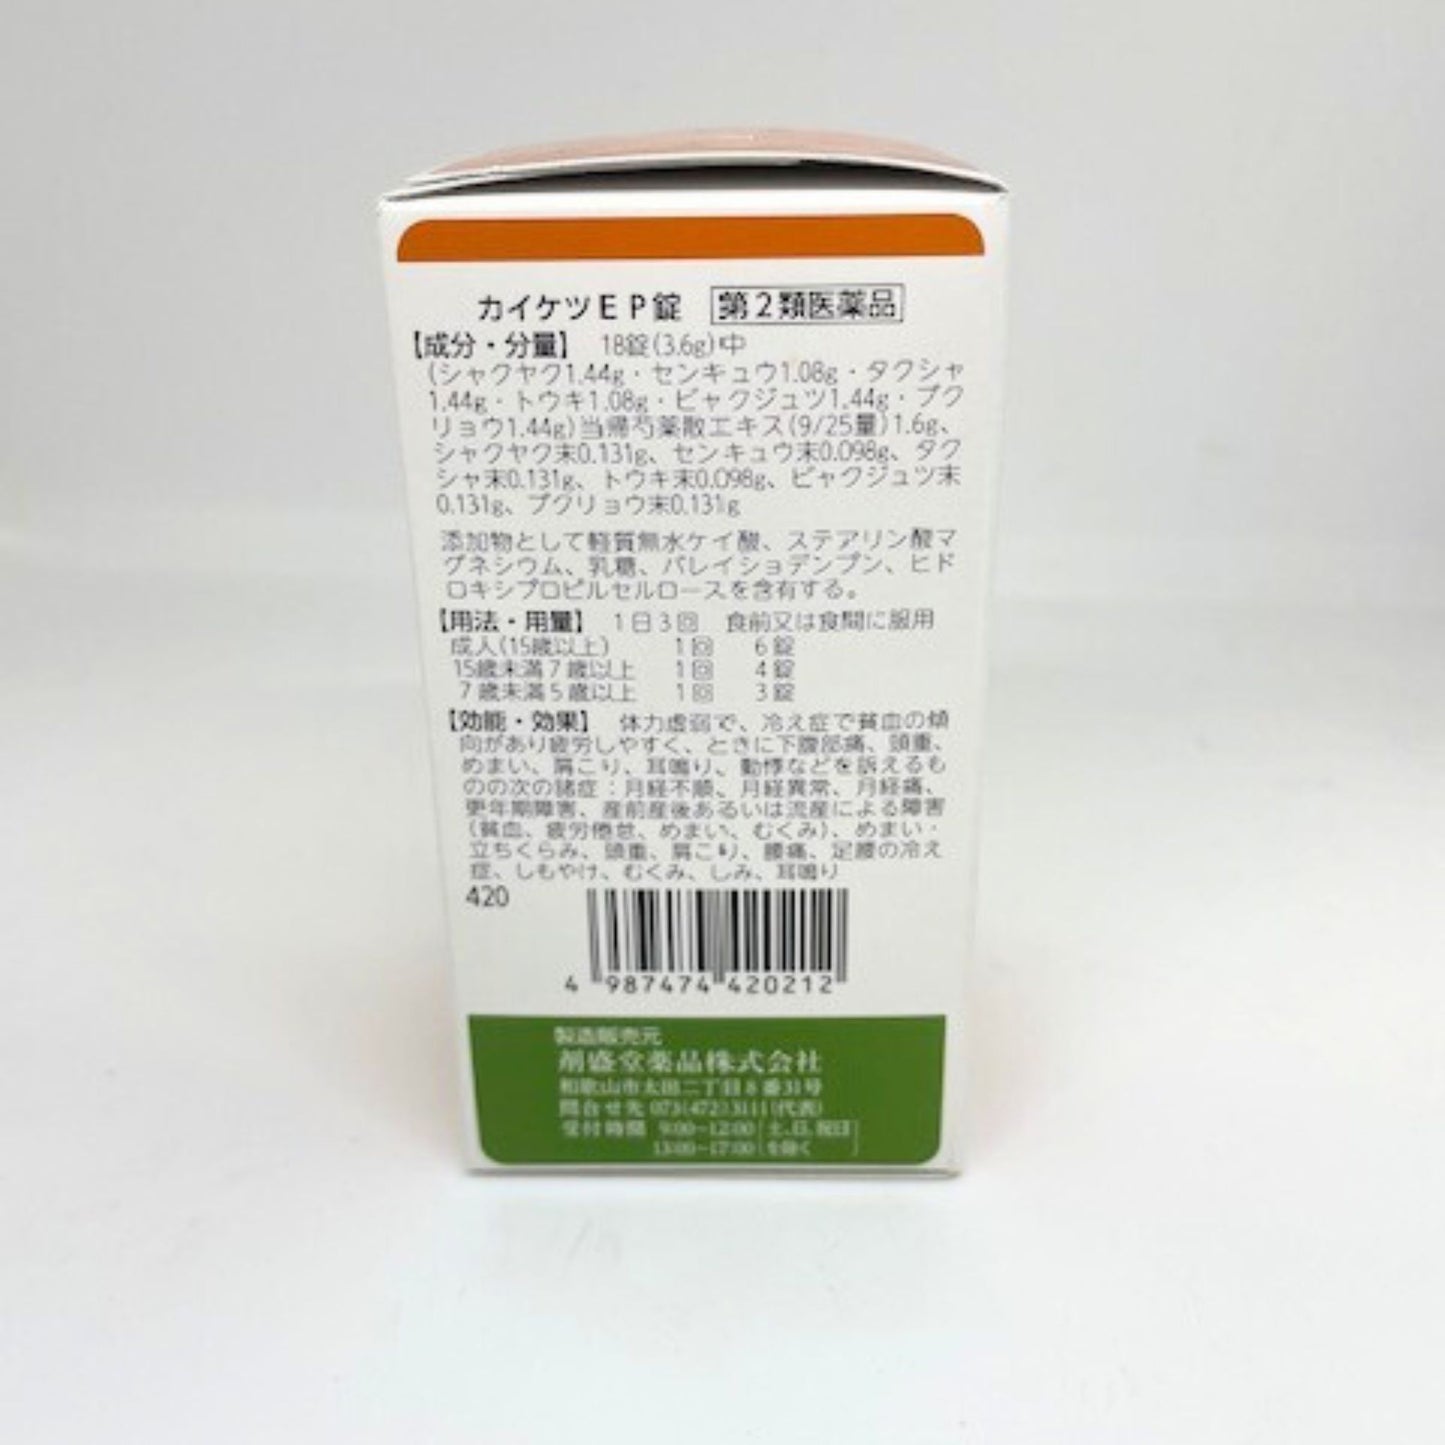 カイケツEP錠 第2類医薬品
【成分・分量】 18錠(3.6g)中
(シャクヤク1.44g・センキュウ1.08g・タクシャ
1.44g・トウキ1.08g・ビャクジュツ1.44g・ブク
リョウ1.44g)当帰芍薬散エキス(9/25量)1.6g、
シャクヤク末0.131g、センキュウ末0.098g、タク
シャ末0.131g、トウキ末0.098g、ビャクジュツ末
0.131g、ブクリョウ末0.131g
添加物として軽質無水ケイ酸、ステアリン酸マ
グネシウム、乳糖、バレイショデンプン、ヒド
ロキシプロピルセルロースを含有する。
【用法・用量】 1日3回 食前又は食間に服用
成人(15歳以上) 1回 6錠
15歳未満7歳以上 1回 4錠
7歳未満5歳以上 1回 3錠
【効能・効果】 体力虚弱で、冷え症で貧血の傾
向があり疲労しやすく、ときに下腹部痛、頭重、
めまい、肩こり、耳鳴り、動悸などを訴えるも
のの次の諸症:月経不順、月経異常、月経痛、
更年期障害、産前産後あるいは流産による障害
(貧血、疲労倦怠、めまい、むくみ)、めまい・
立ちくらみ、頭重、肩こり、腰痛、足腰の冷え
症、しもやけ、むくみ、しみ、耳鳴り
420
4 987474 420212
製造販売元
剤盛堂薬品株式会社
和歌山市太田二丁目8番31号
問合せ先 073(472)3111(代表)
受付時間 9:00~12:00 [土、日、祝日
13:00~17:00 を除く]